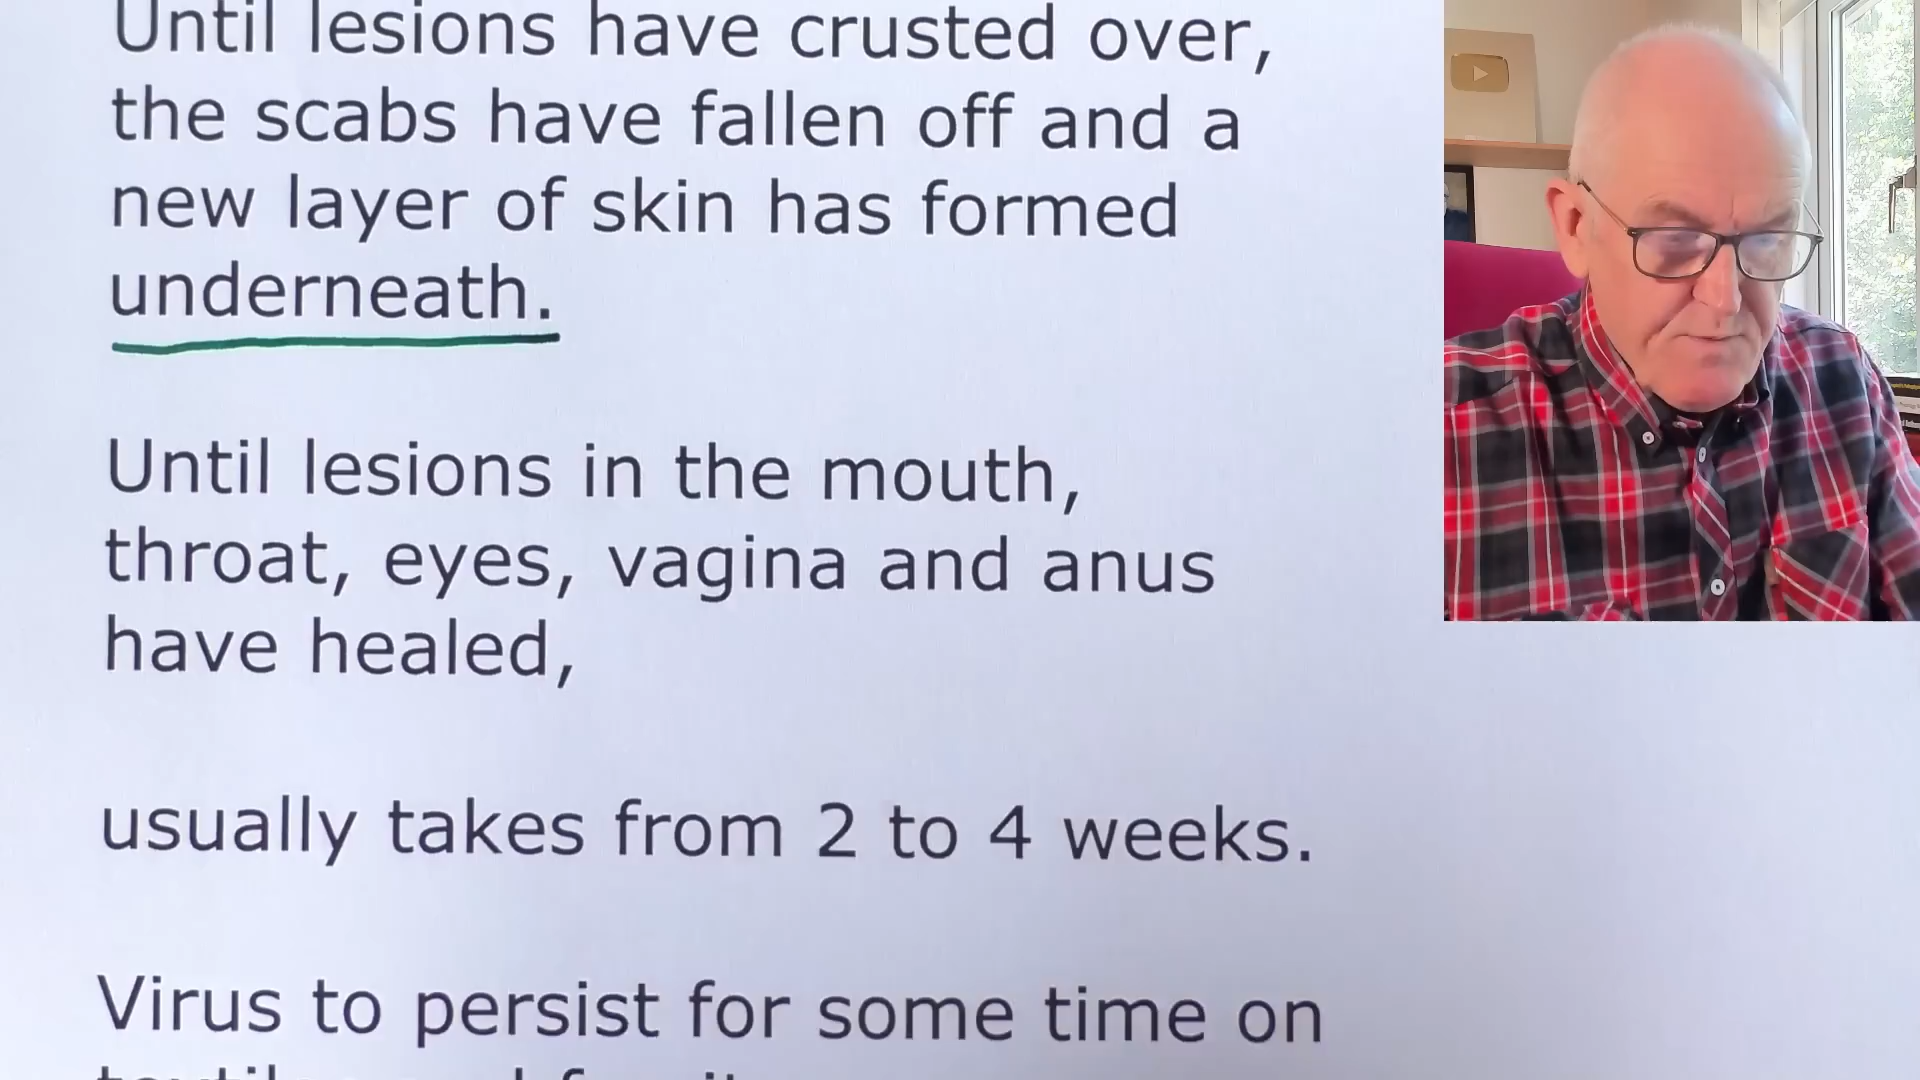 Until lesions have crusted over,
the scabs have fallen off and a
new layer of skin has formed
underneath.
Until lesions in the mouth,
throat, eyes, vagina and anus
have healed,
usually takes from 2 to 4 weeks.
Virus to persist for some time on